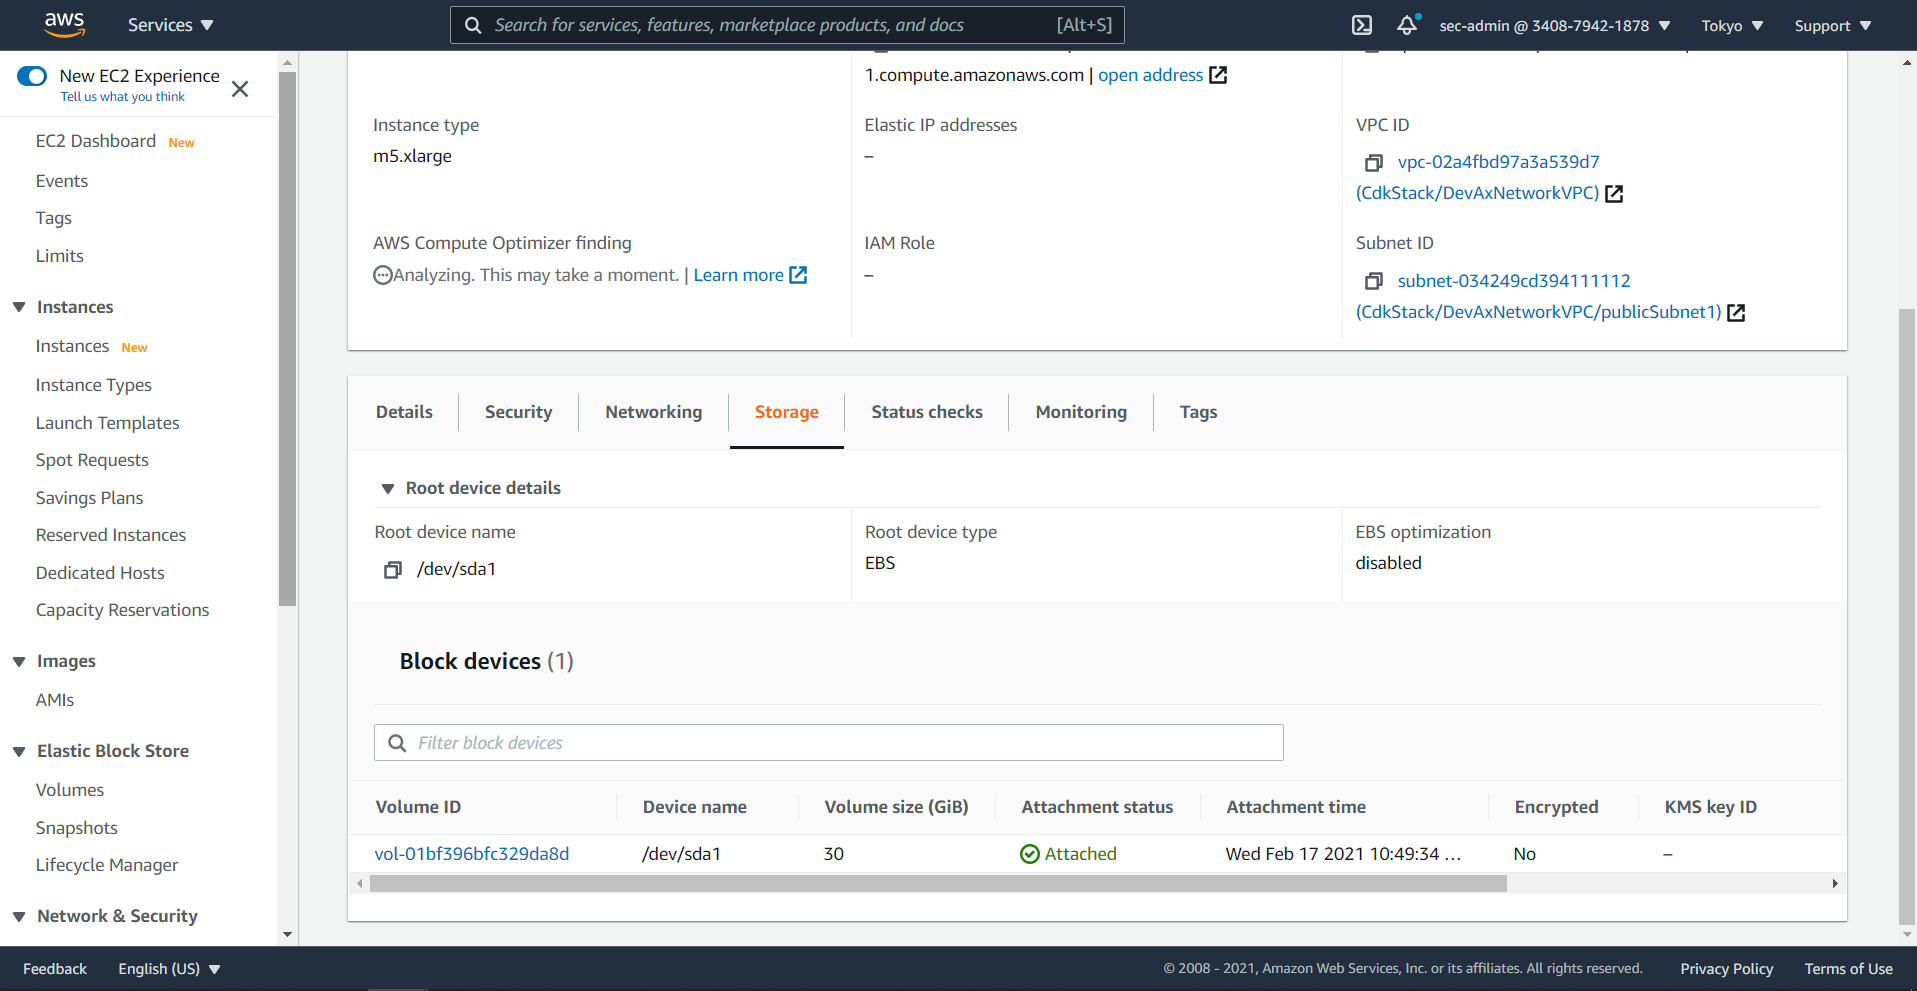 aws
Services
Search for services, features, marketplace products, and docs [Alt+S]
sec-admin @ 3408-7942-1878
Tokyo
Support
New EC2 Experience
Tell us what you think
EC2 Dashboard New
Events
Tags
Limits
Instances
Instances New
Instance Types
Launch Templates
Spot Requests
Savings Plans
Reserved Instances
Dedicated Hosts
Capacity Reservations
Images
AMIs
Elastic Block Store
Volumes
Snapshots
Lifecycle Manager
Network & Security
1.compute.amazonaws.com | open address
Instance type
m5.xlarge
Elastic IP addresses
–
VPC ID
vpc-02a4fbd97a3a539d7
(CdkStack/DevAxNetworkVPC)
AWS Compute Optimizer finding
Analyzing. This may take a moment. | Learn more
IAM Role
–
Subnet ID
subnet-034249cd394111112
(CdkStack/DevAxNetworkVPC/publicSubnet1)
Details
Security
Networking
Storage
Status checks
Monitoring
Tags
Root device details
Root device name
/dev/sda1
Root device type
EBS
EBS optimization
disabled
Block devices (1)
Filter block devices
Volume ID Device name Volume size (GiB) Attachment status Attachment time Encrypted KMS key ID
vol-01bf396bfc329da8d /dev/sda1 30 Attached Wed Feb 17 2021 10:49:34 ... No –
Feedback
English (US)
© 2008 - 2021, Amazon Web Services, Inc. or its affiliates. All rights reserved.
Privacy Policy
Terms of Use